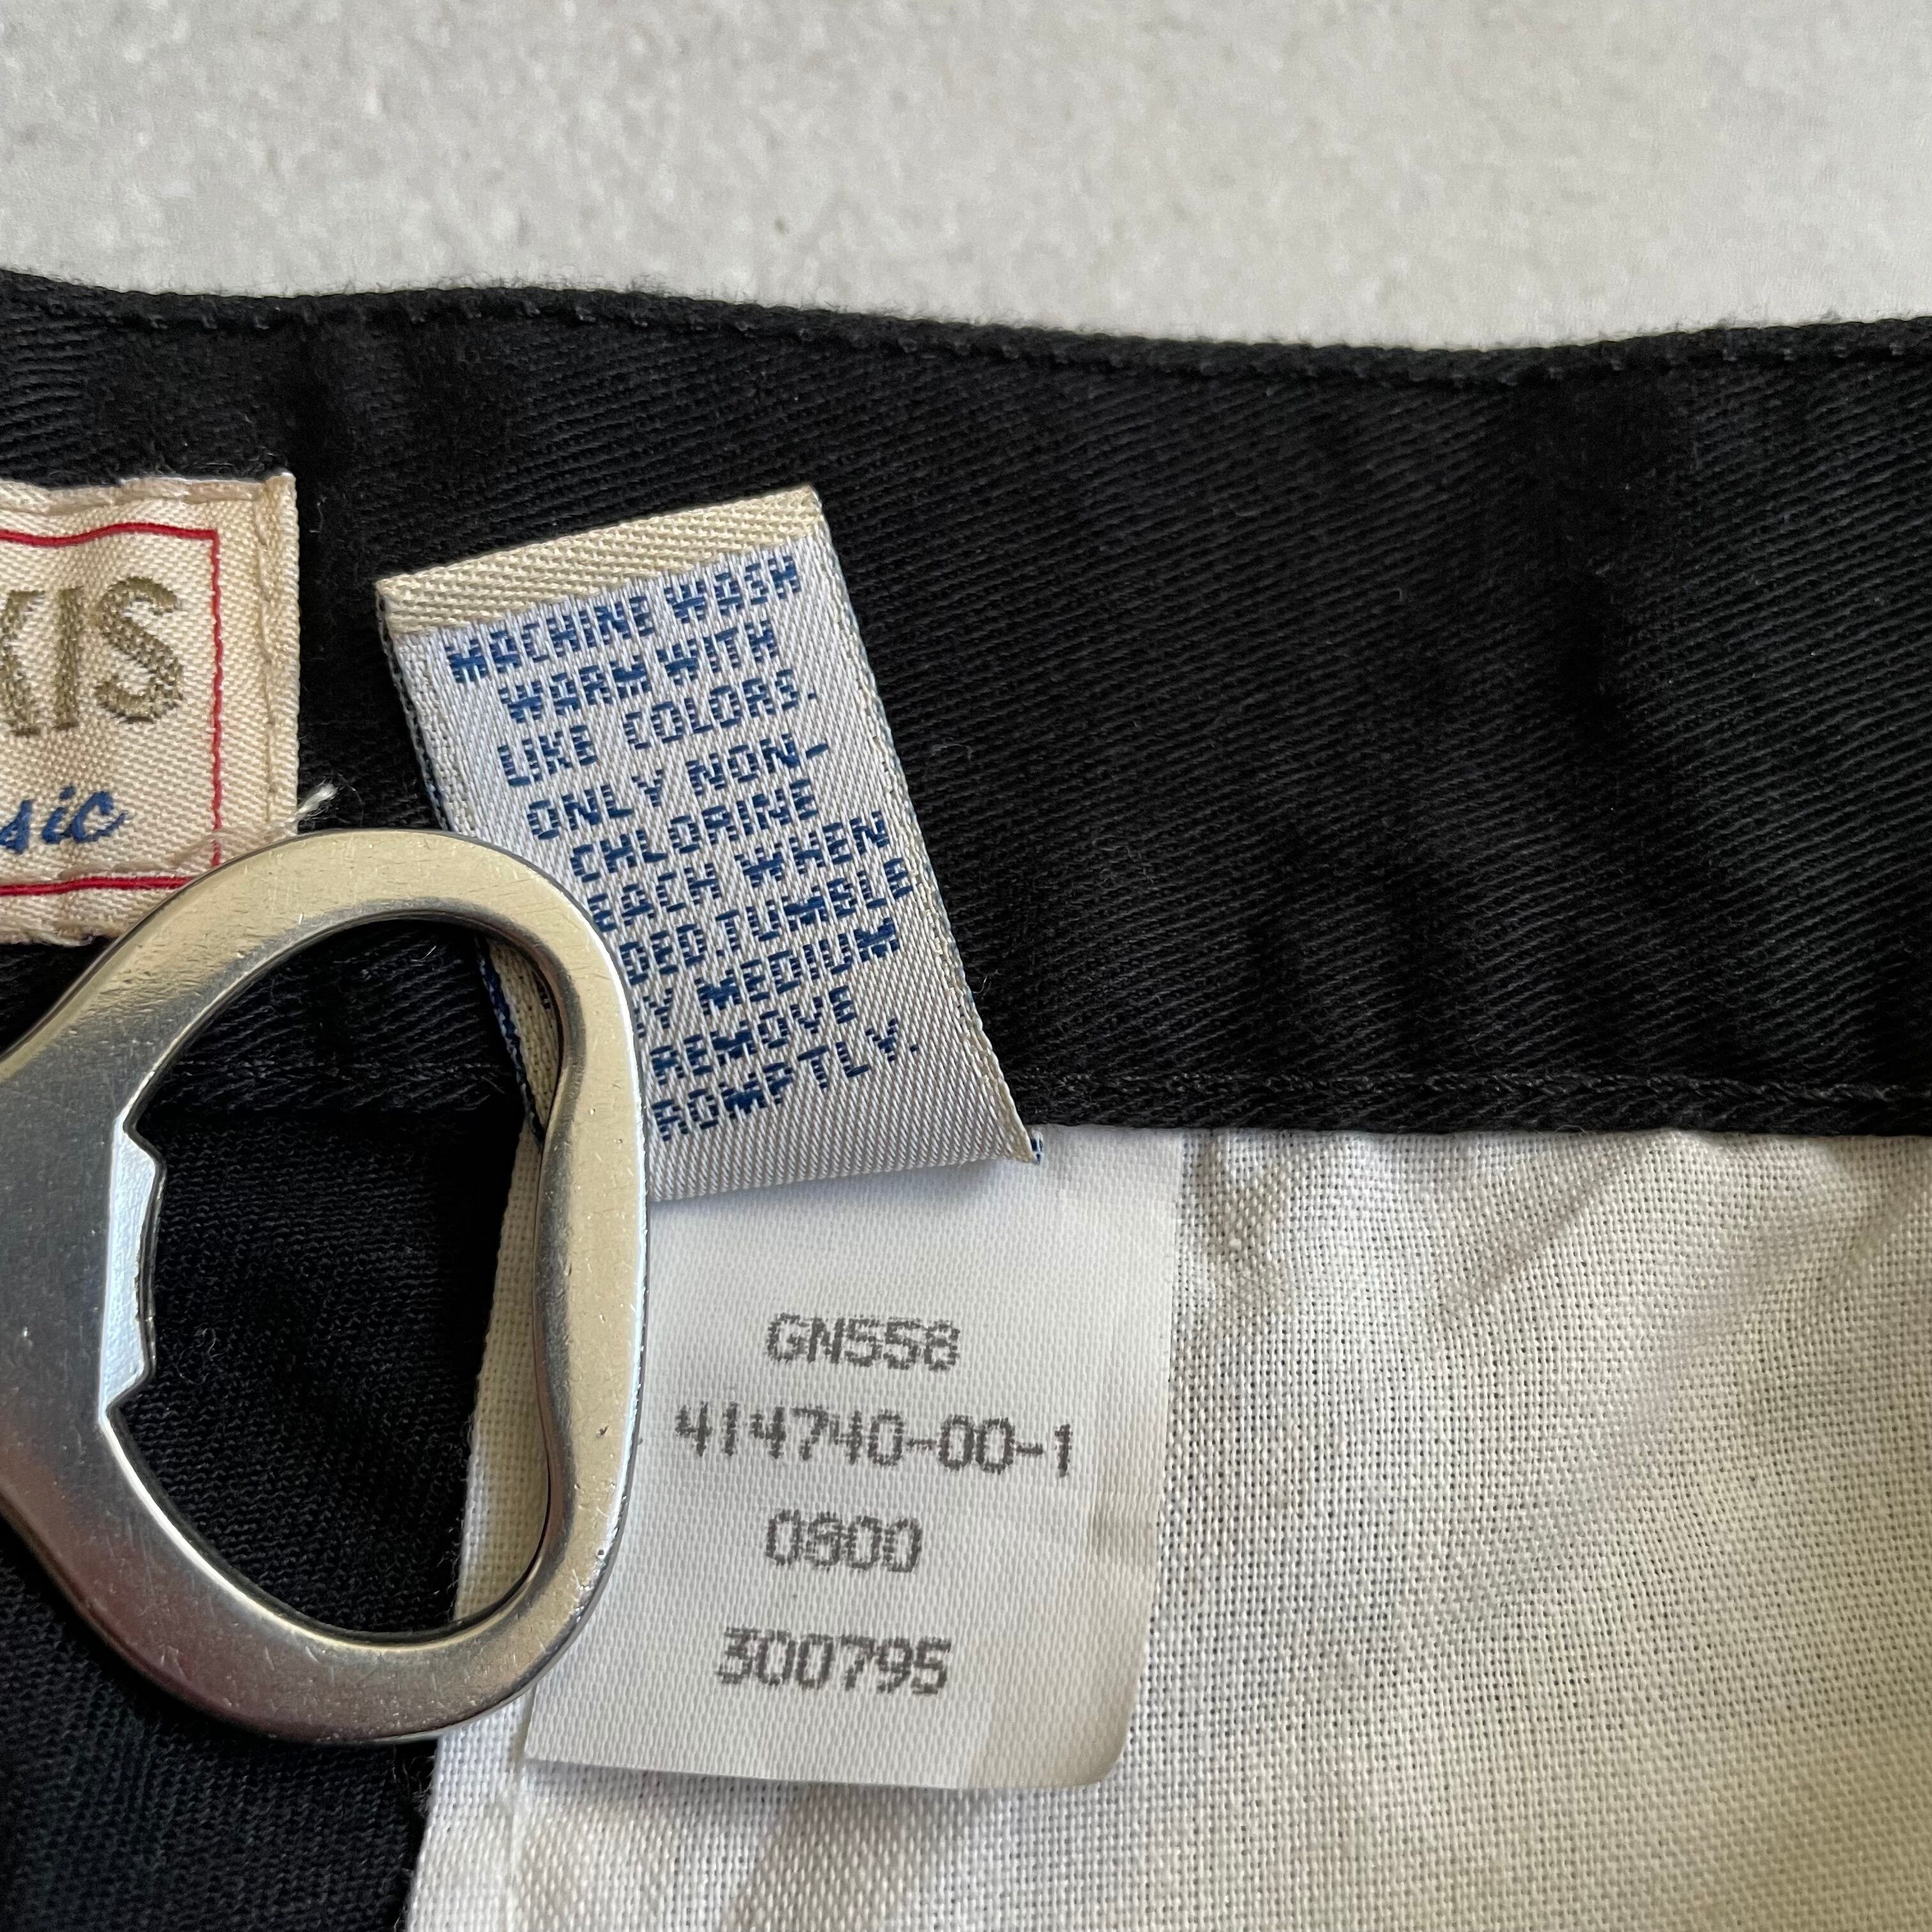 KIS
sic
MACHINE WASH
WARM WITH
LIKE COLORS.
ONLY NON-
CHLORINE
EACH WHEN
DED.TUMBLE
Y MEDIUM
REMOVE
ROMPTLY.
GN558
414740-00-1
0800
300795